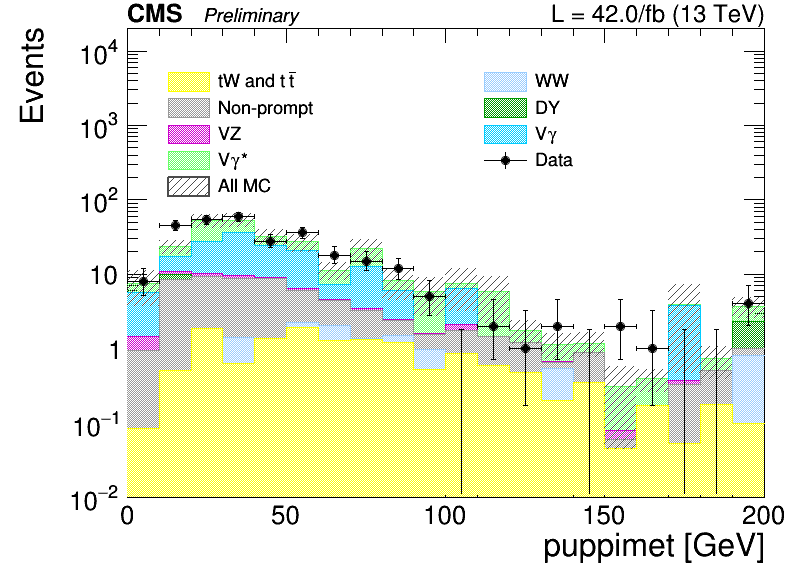 CMS Preliminary L = 42.0/fb (13 TeV)
Events
10⁴
10³
10²
10
1
10⁻¹
10⁻²
tW and t t̅
Non-prompt
VZ
Vγ*
All MC
WW
DY
Vγ
Data
0 50 100 150 200
puppimet [GeV]